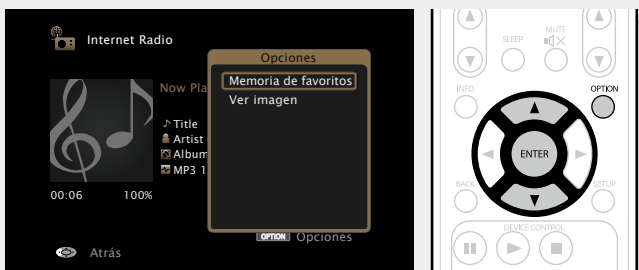 Internet Radio
Opciones
Memoria de favoritos
Ver imagen
Now Pla
Title
Artist
Album
MP3 1
00:06 100%
OPTION Opciones
Atrás
MUTE
SLEEP
INFO
OPTION
ENTER
BACK
SETUP
DEVICE CONTROL